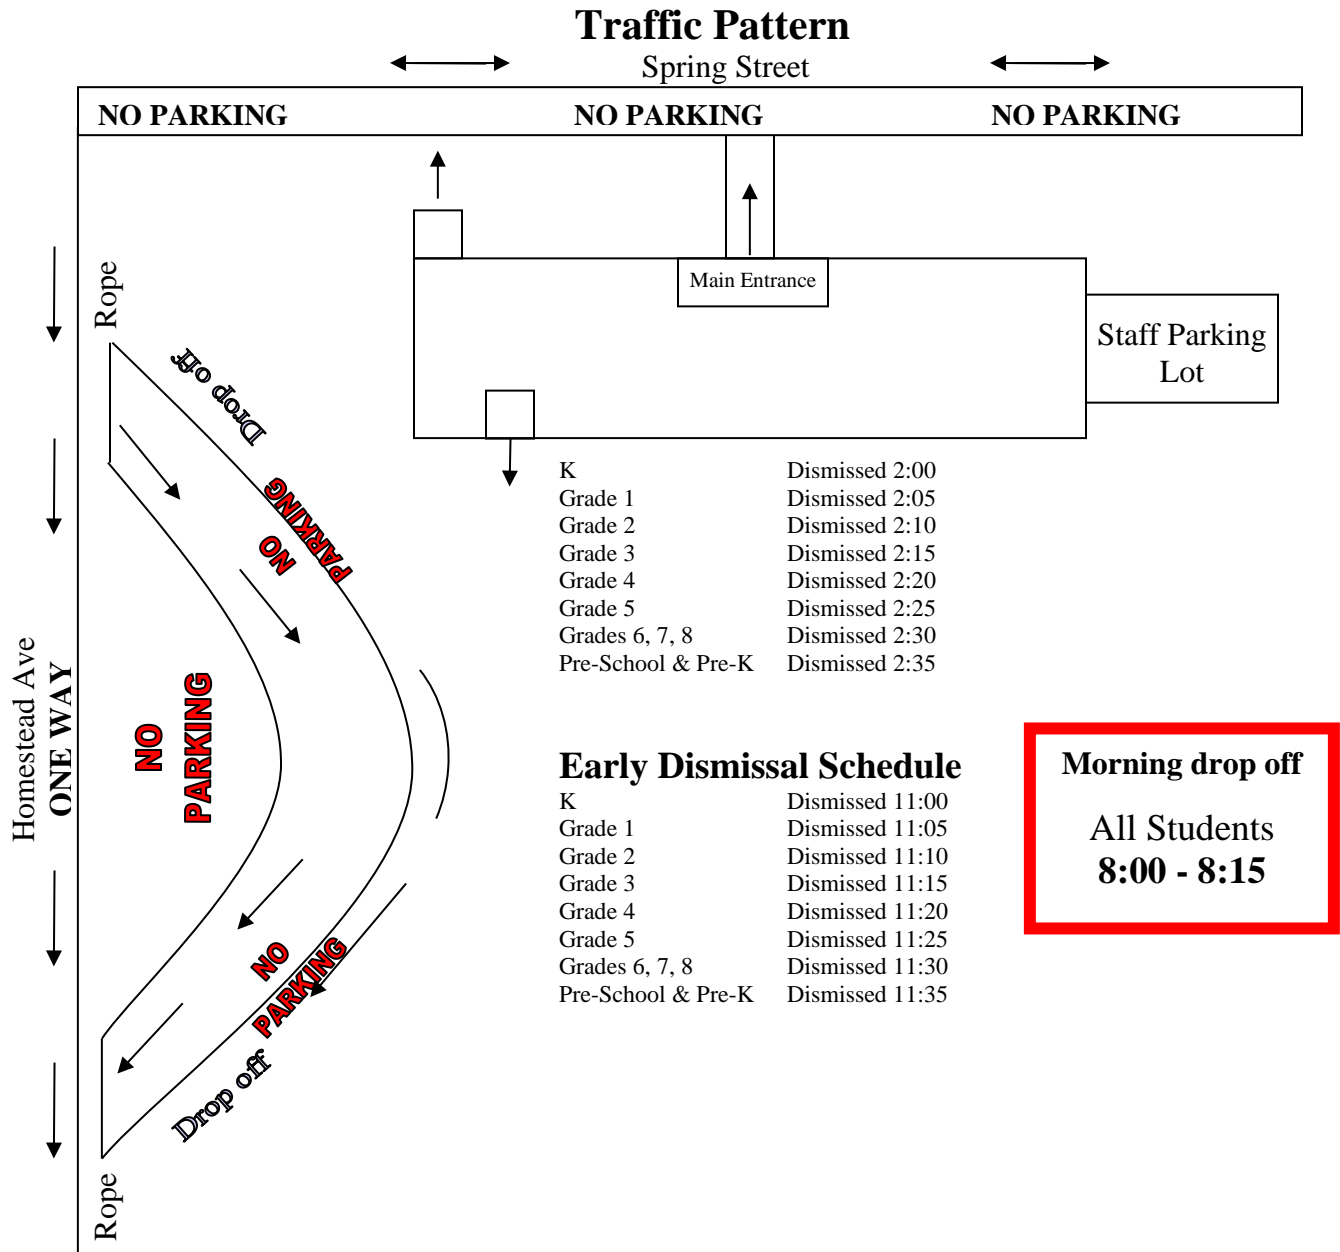 Traffic Pattern
Spring Street
NO PARKING NO PARKING NO PARKING
Main Entrance
Staff Parking
Lot
Rope
Drop off
NO
PARKING
K Dismissed 2:00
Grade 1 Dismissed 2:05
Grade 2 Dismissed 2:10
Grade 3 Dismissed 2:15
Grade 4 Dismissed 2:20
Grade 5 Dismissed 2:25
Grades 6, 7, 8 Dismissed 2:30
Pre-School & Pre-K Dismissed 2:35
Homestead Ave
ONE WAY
NO
PARKING
Early Dismissal Schedule
K Dismissed 11:00
Grade 1 Dismissed 11:05
Grade 2 Dismissed 11:10
Grade 3 Dismissed 11:15
Grade 4 Dismissed 11:20
Grade 5 Dismissed 11:25
Grades 6, 7, 8 Dismissed 11:30
Pre-School & Pre-K Dismissed 11:35
Morning drop off
All Students
8:00 - 8:15
NO
PARKING
Drop off
Rope